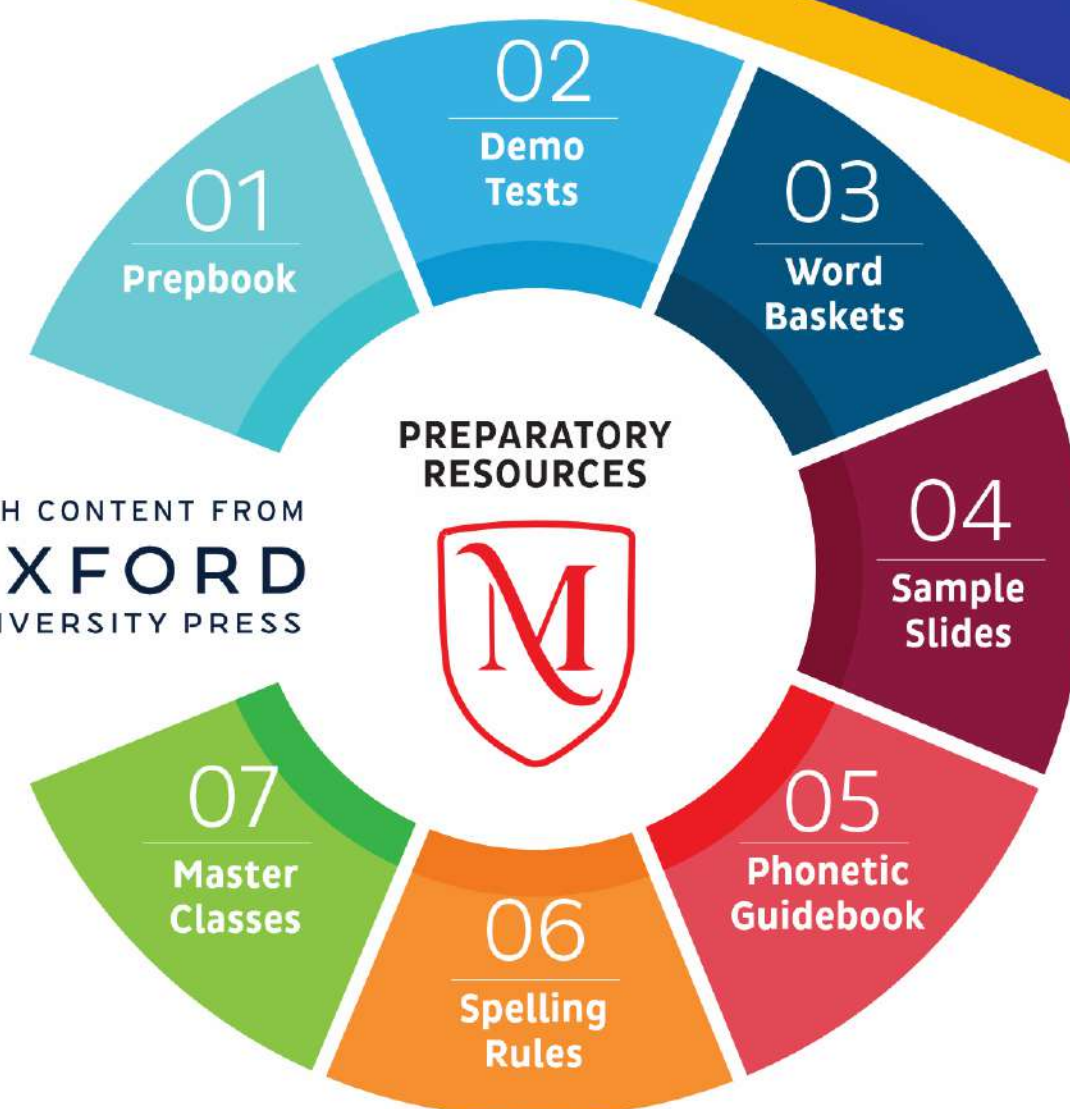 01
Prepbook
02
Demo
Tests
03
Word
Baskets
04
Sample
Slides
05
Phonetic
Guidebook
06
Spelling
Rules
07
Master
Classes
PREPARATORY
RESOURCES
M
H CONTENT FROM
XFORD
IVERSITY PRESS